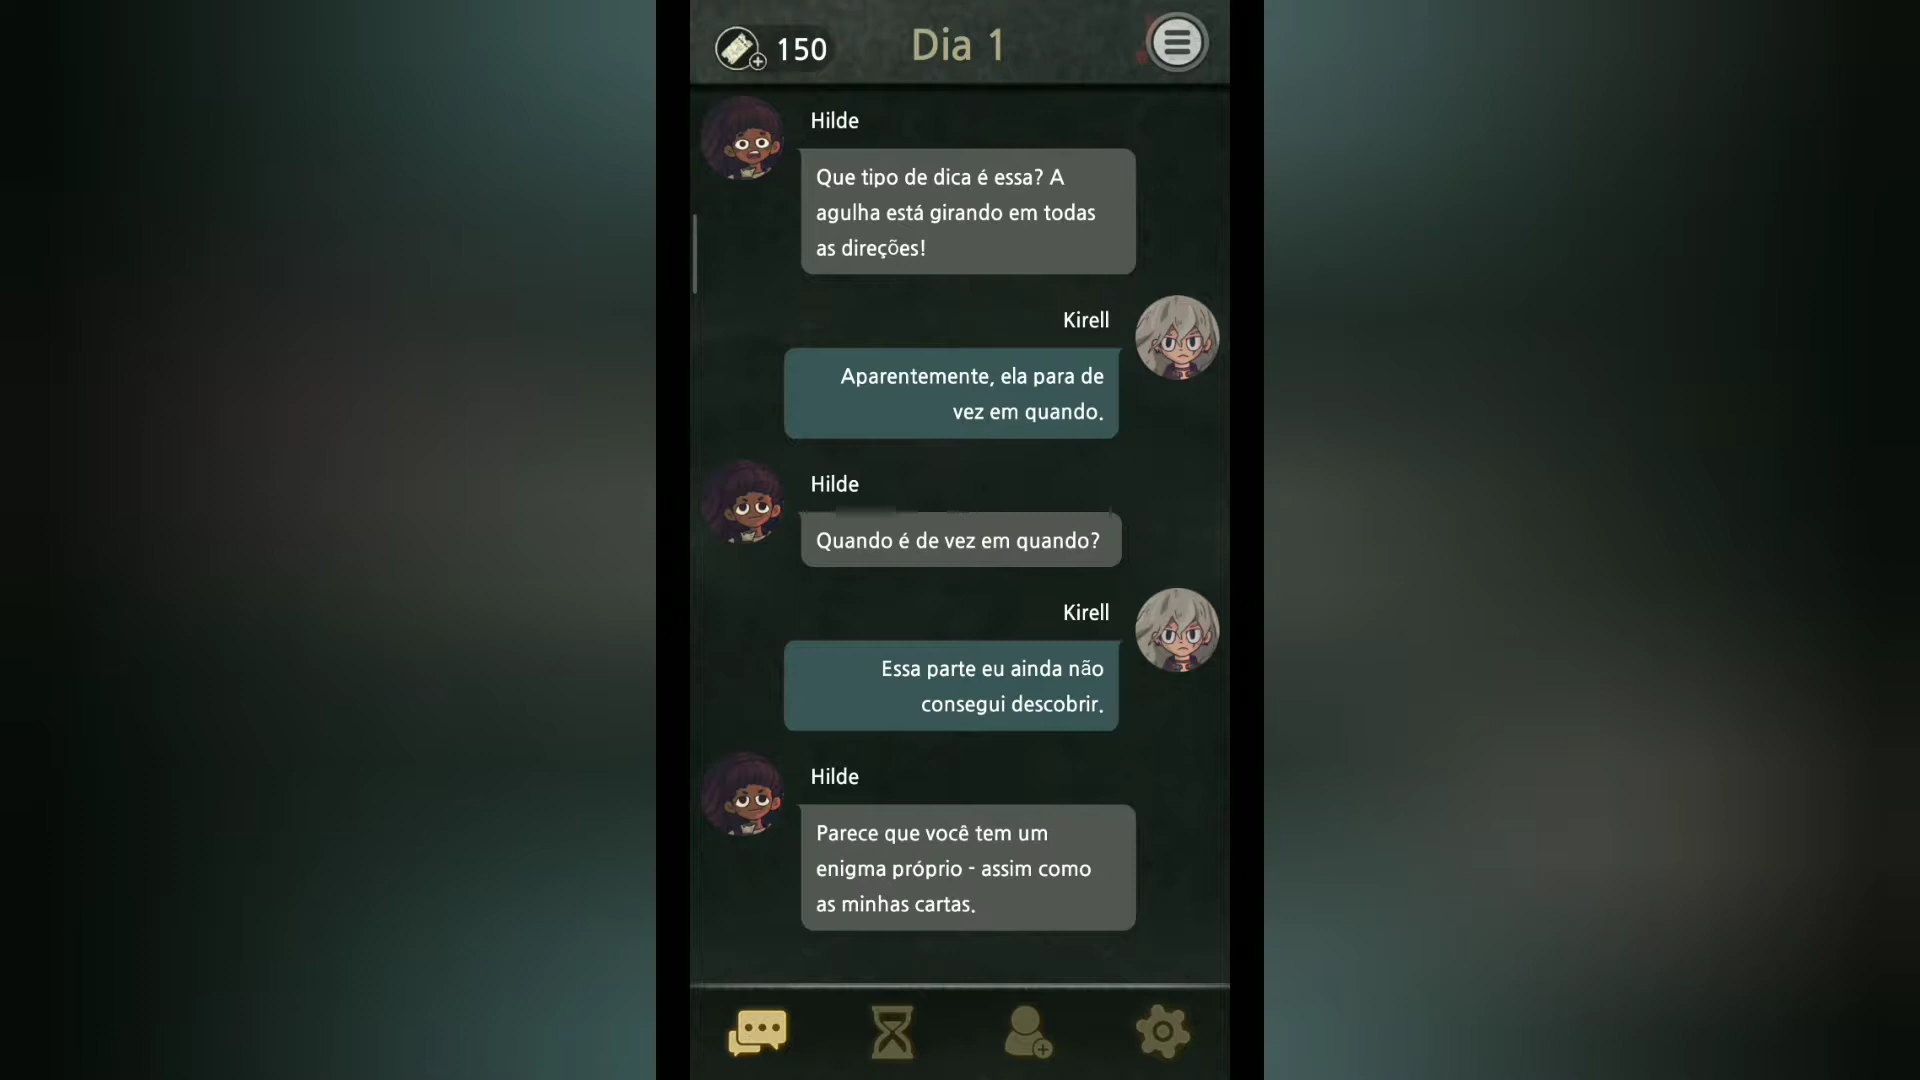 150
Dia 1
Hilde
Que tipo de dica é essa? A
agulha está girando em todas
as direções!
Kirell
Aparentemente, ela para de
vez em quando.
Hilde
Quando é de vez em quando?
Kirell
Essa parte eu ainda não
consegui descobrir.
Hilde
Parece que você tem um
enigma próprio - assim como
as minhas cartas.